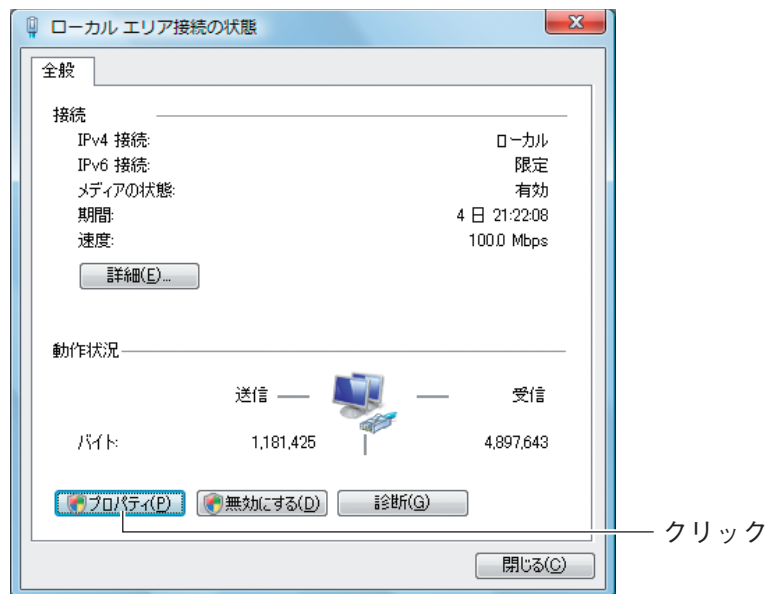 ローカル エリア接続の状態
全般
接続
IPv4 接続: ローカル
IPv6 接続: 限定
メディアの状態: 有効
期間: 4 日 21:22:08
速度: 100.0 Mbps
詳細(E)...
動作状況
送信 受信
バイト: 1,181,425 4,897,643
プロパティ(P) 無効にする(D) 診断(G)
クリック
閉じる(C)